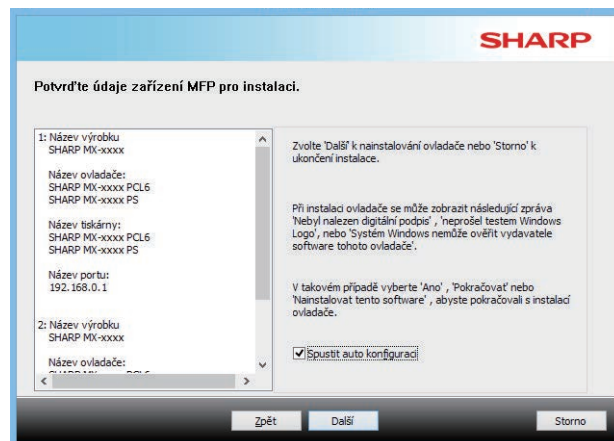 SHARP
Potvrďte údaje zařízení MFP pro instalaci.
1: Název výrobku
SHARP MX-xxxx
Název ovladače:
SHARP MX-xxxx PCL6
SHARP MX-xxxx PS
Název tiskárny:
SHARP MX-xxxx PCL6
SHARP MX-xxxx PS
Název portu:
192.168.0.1
2: Název výrobku
SHARP MX-xxxx
Název ovladače:
Zvolte 'Další' k nainstalování ovladače nebo 'Storno' k
ukončení instalace.
Při instalaci ovladače se může zobrazit následující zpráva
'Nebyl nalezen digitální podpis' , 'neprošel testem Windows
Logo', nebo 'Systém Windows nemůže ověřit vydavatele
software tohoto ovladače'.
V takovém případě vyberte 'Ano' , 'Pokračovat' nebo
'Nainstalovat tento software' , abyste pokračovali s instalací
ovladače.
Spustit auto konfiguraci
Zpět
Další
Storno